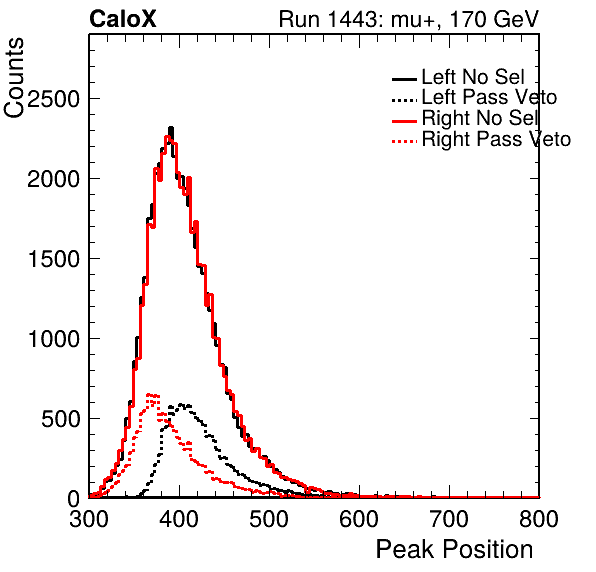 CaloX Run 1443: mu+, 170 GeV
Counts
Left No Sel
Left Pass Veto
Right No Sel
Right Pass Veto
2500
2000
1500
1000
500
0
300 400 500 600 700 800
Peak Position